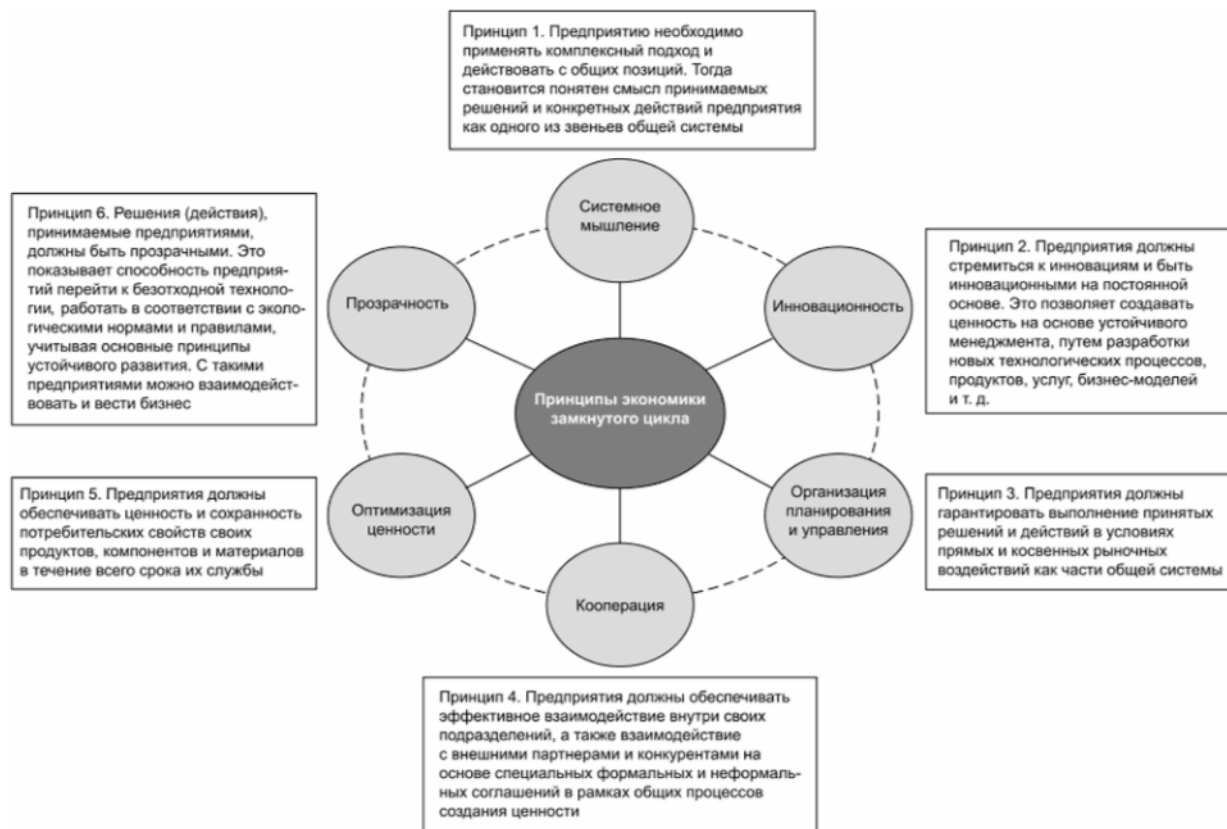 Принцип 1. Предприятию необходимо
применять комплексный подход и
действовать с общих позиций. Тогда
становится понятен смысл принимаемых
решений и конкретных действий предприятия
как одного из звеньев общей системы
Системное
мышление
Принцип 6. Решения (действия),
принимаемые предприятиями,
должны быть прозрачными. Это
показывает способность предприя-
тий перейти к безотходной техноло-
гии, работать в соответствии с эколо-
гическими нормами и правилами,
учитывая основные принципы
устойчивого развития. С такими
предприятиями можно взаимодейст-
вовать и вести бизнес
Прозрачность
Инновационность
Принцип 2. Предприятия должны
стремиться к инновациям и быть
инновационными на постоянной
основе. Это позволяет создавать
ценность на основе устойчивого
менеджмента, путем разработки
новых технологических процессов,
продуктов, услуг, бизнес-моделей
и т. д.
Принципы экономики
замкнутого цикла
Принцип 5. Предприятия должны
обеспечивать ценность и сохранность
потребительских свойств своих
продуктов, компонентов и материалов
в течение всего срока их службы
Оптимизация
ценности
Организация
планирования
и управления
Принцип 3. Предприятия должны
гарантировать выполнение принятых
решений и действий в условиях
прямых и косвенных рыночных
воздействий как части общей системы
Кооперация
Принцип 4. Предприятия должны обеспечивать
эффективное взаимодействие внутри своих
подразделений, а также взаимодействие
с внешними партнерами и конкурентами на
основе специальных формальных и неформаль-
ных соглашений в рамках общих процессов
создания ценности